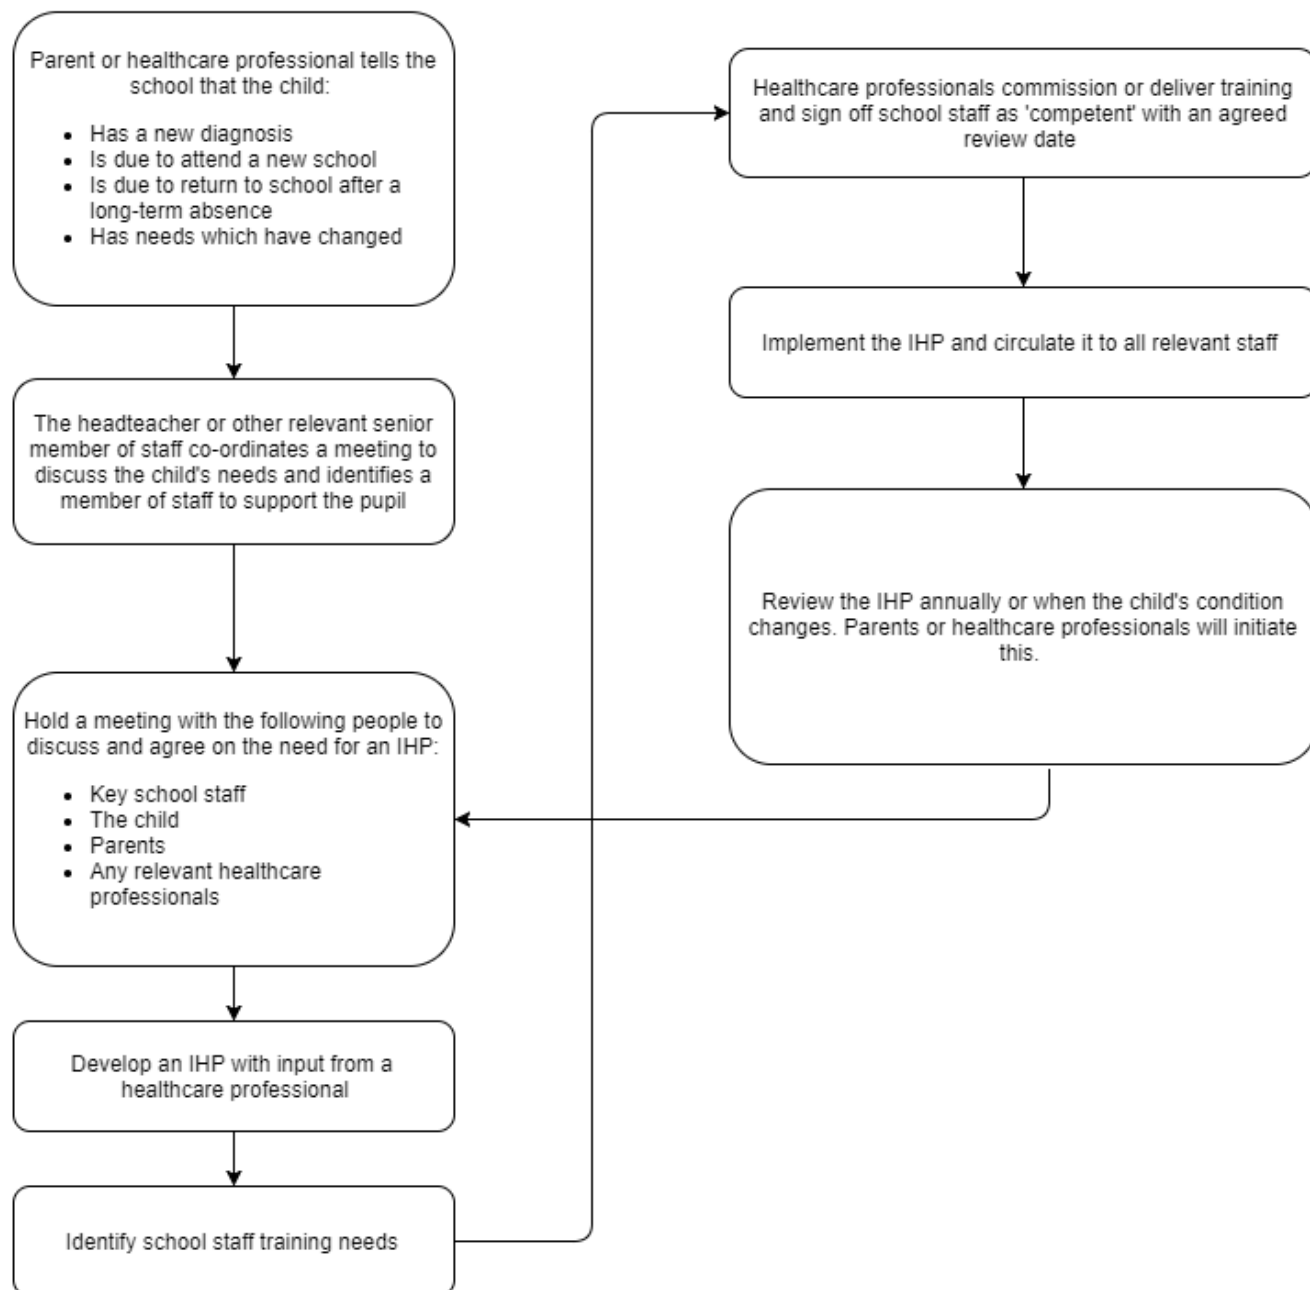 Parent or healthcare professional tells the
school that the child:
• Has a new diagnosis
• Is due to attend a new school
• Is due to return to school after a
long-term absence
• Has needs which have changed
The headteacher or other relevant senior
member of staff co-ordinates a meeting to
discuss the child's needs and identifies a
member of staff to support the pupil
Hold a meeting with the following people to
discuss and agree on the need for an IHP:
• Key school staff
• The child
• Parents
• Any relevant healthcare
professionals
Develop an IHP with input from a
healthcare professional
Identify school staff training needs
Healthcare professionals commission or deliver training
and sign off school staff as 'competent' with an agreed
review date
Implement the IHP and circulate it to all relevant staff
Review the IHP annually or when the child's condition
changes. Parents or healthcare professionals will initiate
this.